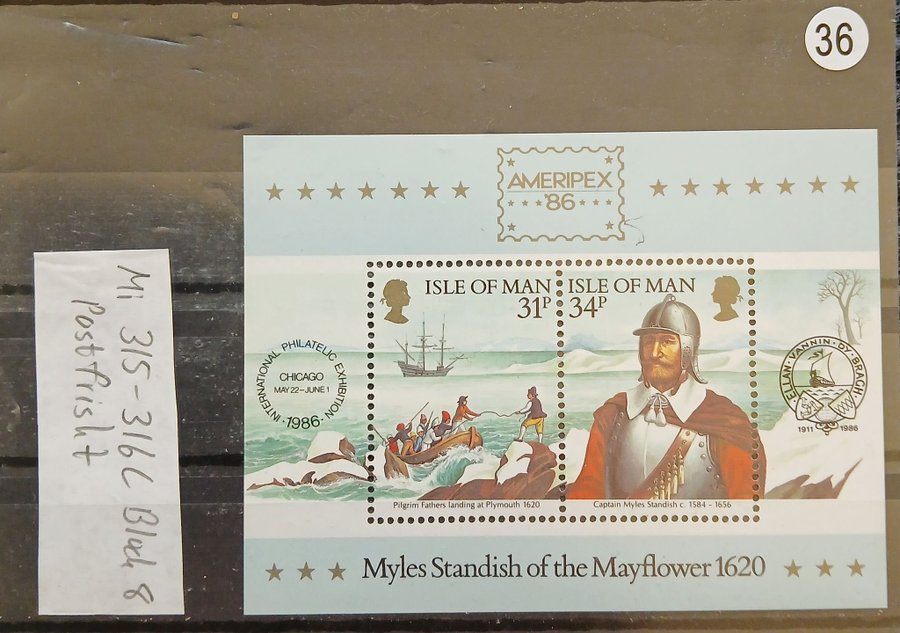 36
AMERIPEX
'86
ISLE OF MAN
31P
ISLE OF MAN
34P
INTERNATIONAL PHILATELIC EXHIBITION
CHICAGO
MAY 22-JUNE 1
·1986·
ELLAN·VANNIN·DY·BRAGH·
1911 1986
Pilgrim Fathers landing at Plymouth 1620
Captain Myles Standish c. 1584 - 1656
Myles Standish of the Mayflower 1620
Mi 315-316C Block 8
Postfrisht